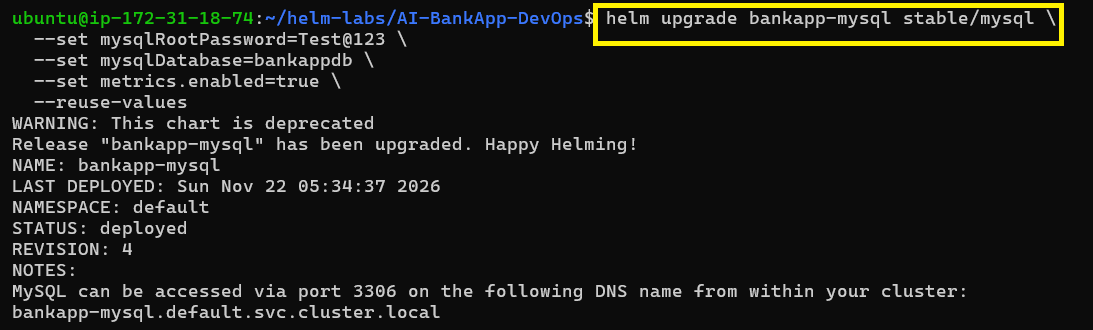 ubuntu@ip-172-31-18-74:~/helm-labs/AI-BankApp-DevOps$ helm upgrade bankapp-mysql stable/mysql \
  --set mysqlRootPassword=Test@123 \
  --set mysqlDatabase=bankappdb \
  --set metrics.enabled=true \
  --reuse-values
WARNING: This chart is deprecated
Release "bankapp-mysql" has been upgraded. Happy Helming!
NAME: bankapp-mysql
LAST DEPLOYED: Sun Nov 22 05:34:37 2026
NAMESPACE: default
STATUS: deployed
REVISION: 4
NOTES:
MySQL can be accessed via port 3306 on the following DNS name from within your cluster:
bankapp-mysql.default.svc.cluster.local